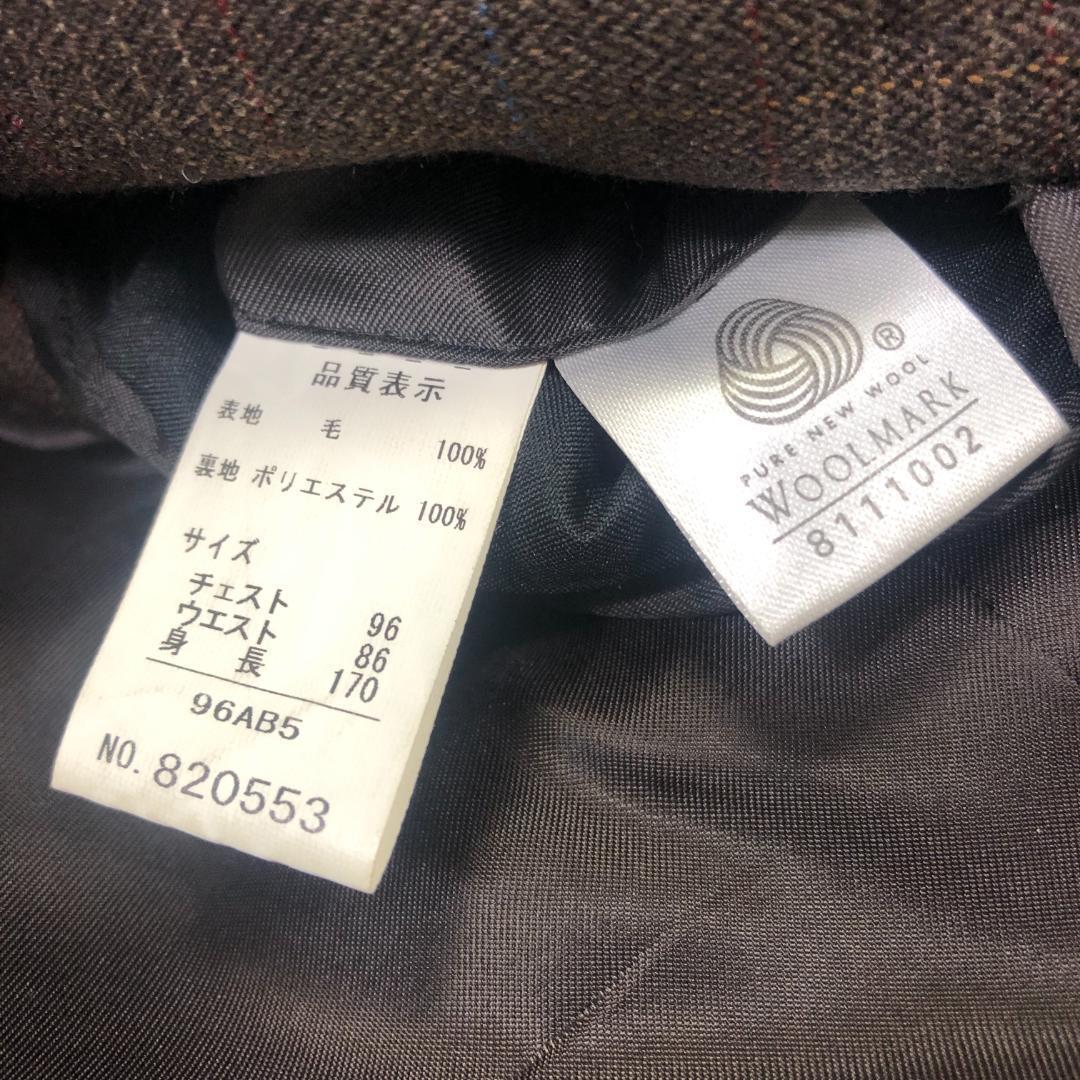 品質表示
表地 毛 100%
裏地 ポリエステル 100%
サイズ
チェスト 96
ウエスト 86
身長 170
96AB5
NO. 820553
®
PURE NEW WOOL
WOOLMARK
8111002